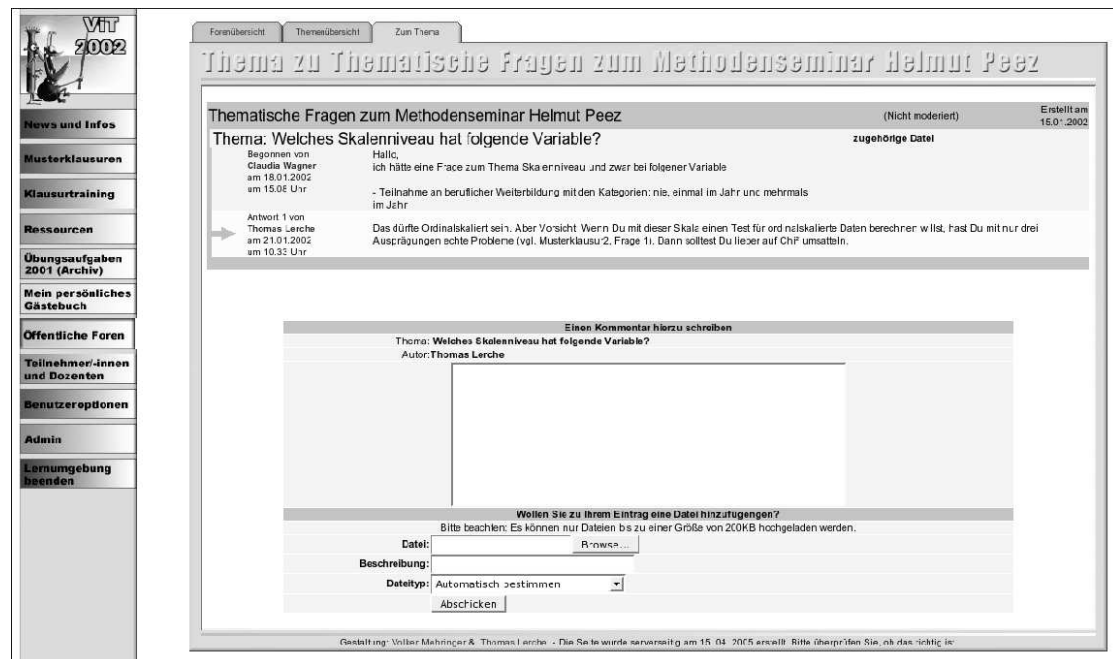 ViT
2002
News und Infos
Musterklausuren
Klausurtraining
Ressourcen
Übungsaufgaben
2001 (Archiv)
Mein persönliches
Gästebuch
Öffentliche Foren
Teilnehmer/-innen
und Dozenten
Benutzeroptionen
Admin
Lernumgebung
beenden
Forenübersicht Themenübersicht Zum Thema
Thema zu Thematische Fragen zum Methodenseminar Helmut Peez
Thematische Fragen zum Methodenseminar Helmut Peez (Nicht moderiert) Erstellt am
15.01.2002
Thema: Welches Skalenniveau hat folgende Variable? zugehörige Datei
Begonnen von
Claudia Wagner
am 18.01.2002
um 15.08 Uhr
Hallo,
ich hätte eine Frage zum Thema Skalenniveau und zwar bei folgener Variable
- Teilnahme an beruflicher Weiterbildung mit den Kategorien: nie, einmal im Jahr und mehrmals
im Jahr
Antwort 1 von
Thomas Lerche
am 21.01.2002
um 10.33 Uhr
Das dürfte Ordinalskaliert sein. Aber Vorsicht: Wenn Du mit dieser Skala einen Test für ordinalskalierte Daten berechnen willst, hast Du mit nur drei
Ausprägungen echte Probleme (vgl. Musterklausur2, Frage 1). Dann solltest Du lieber auf Chi² umsatteln.
Einen Kommentar hierzu schreiben
Thema: Welches Skalenniveau hat folgende Variable?
Autor: Thomas Lerche
Wollen Sie zu Ihrem Eintrag eine Datei hinzufügengen?
Bitte beachten: Es können nur Dateien bis zu einer Größe von 200KB hochgeladen werden.
Datei: Browse...
Beschreibung:
Dateityp: Automatisch bestimmen
Abschicken
Gestaltung: Volker Mehringer & Thomas Lerche - Die Seite wurde serverseitig am 15. 04. 2005 erstellt. Bitte überprüfen Sie, ob das richtig ist